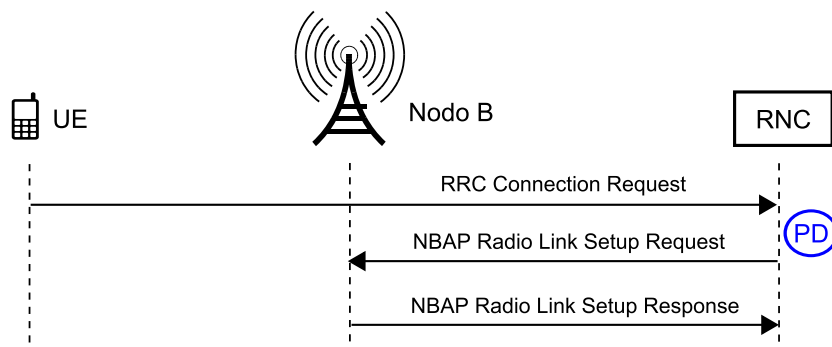 UE
Nodo B
RNC
RRC Connection Request
PD
NBAP Radio Link Setup Request
NBAP Radio Link Setup Response